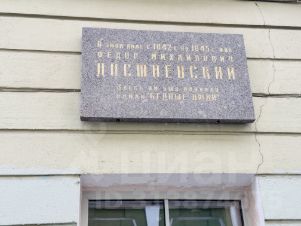 В этом доме с 1842 г. по 1845 г. жил
ФЕДОР МИХАЙЛОВИЧ
ДОСТОЕВСКИЙ
Здесь им был написан
роман "БЕДНЫЕ ЛЮДИ"